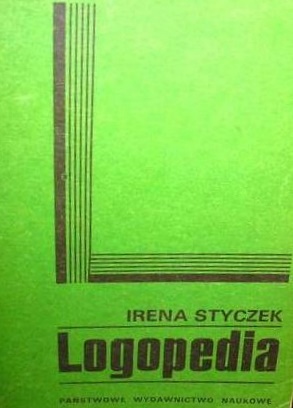 IRENA STYCZEK
Logopedia
PAŃSTWOWE WYDAWNICTWO NAUKOWE